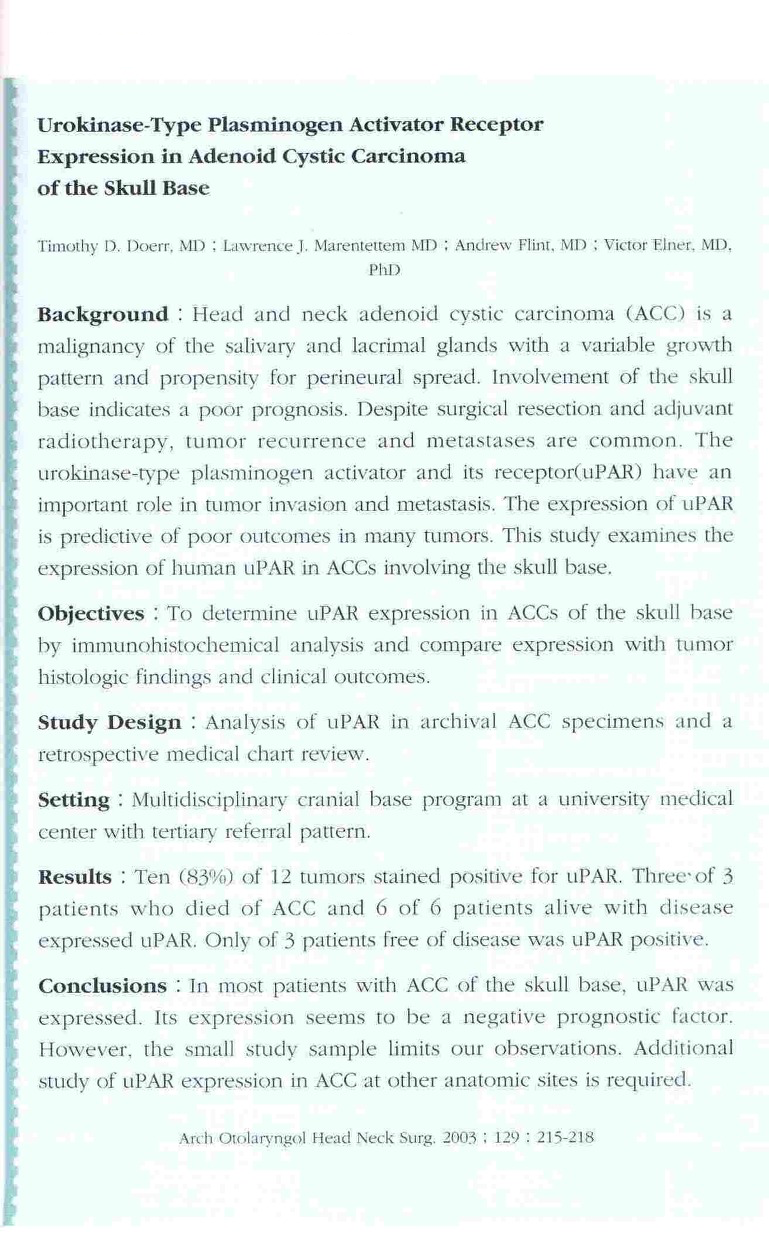 Urokinase-Type Plasminogen Activator Receptor
Expression in Adenoid Cystic Carcinoma
of the Skull Base
Timothy D. Doerr, MD : Lawrence J. Marentettem MD : Andrew Flint, MD : Victor Elner, MD,
PhD
Background : Head and neck adenoid cystic carcinoma (ACC) is a
malignancy of the salivary and lacrimal glands with a variable growth
pattern and propensity for perineural spread. Involvement of the skull
base indicates a poor prognosis. Despite surgical resection and adjuvant
radiotherapy, tumor recurrence and metastases are common. The
urokinase-type plasminogen activator and its receptor(uPAR) have an
important role in tumor invasion and metastasis. The expression of uPAR
is predictive of poor outcomes in many tumors. This study examines the
expression of human uPAR in ACCs involving the skull base.
Objectives : To determine uPAR expression in ACCs of the skull base
by immunohistochemical analysis and compare expression with tumor
histologic findings and clinical outcomes.
Study Design : Analysis of uPAR in archival ACC specimens and a
retrospective medical chart review.
Setting : Multidisciplinary cranial base program at a university medical
center with tertiary referral pattern.
Results : Ten (83%) of 12 tumors stained positive for uPAR. Three of 3
patients who died of ACC and 6 of 6 patients alive with disease
expressed uPAR. Only of 3 patients free of disease was uPAR positive.
Conclusions : In most patients with ACC of the skull base, uPAR was
expressed. Its expression seems to be a negative prognostic factor.
However, the small study sample limits our observations. Additional
study of uPAR expression in ACC at other anatomic sites is required.
Arch Otolaryngol Head Neck Surg. 2003 : 129 : 215-218